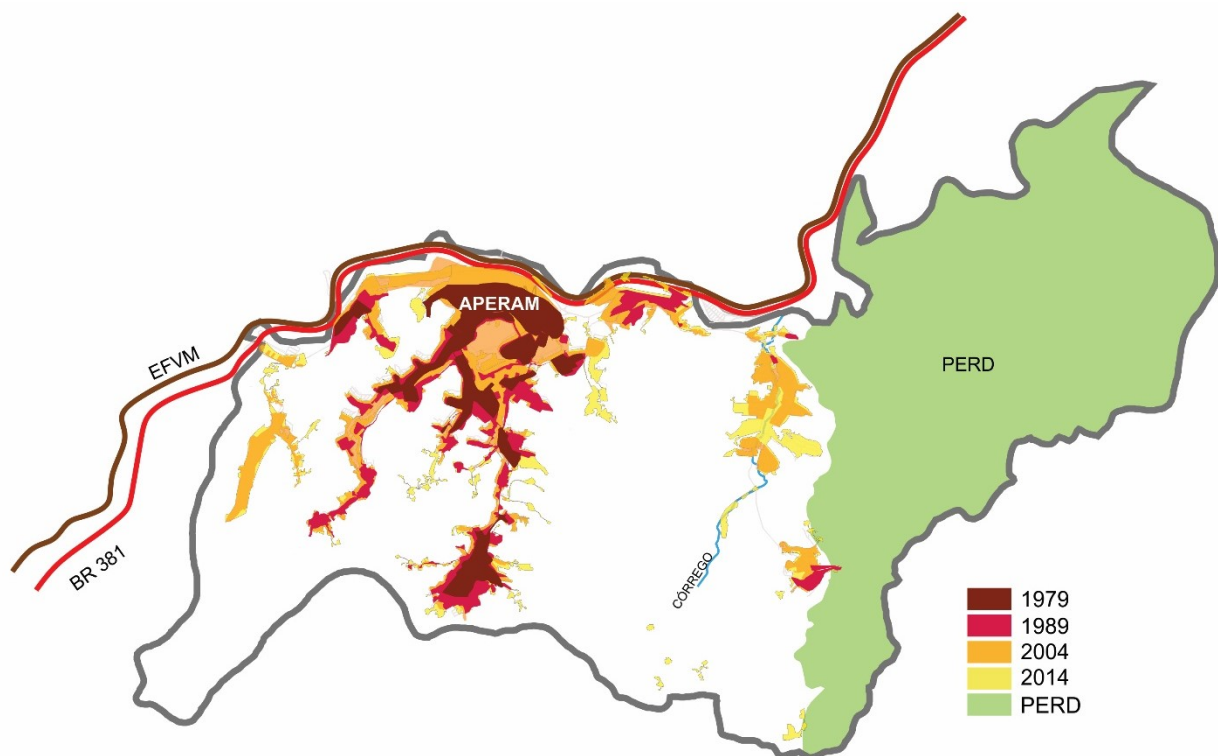 APERAM
EFVM
BR 381
PERD
CÓRREGO
1979
1989
2004
2014
PERD